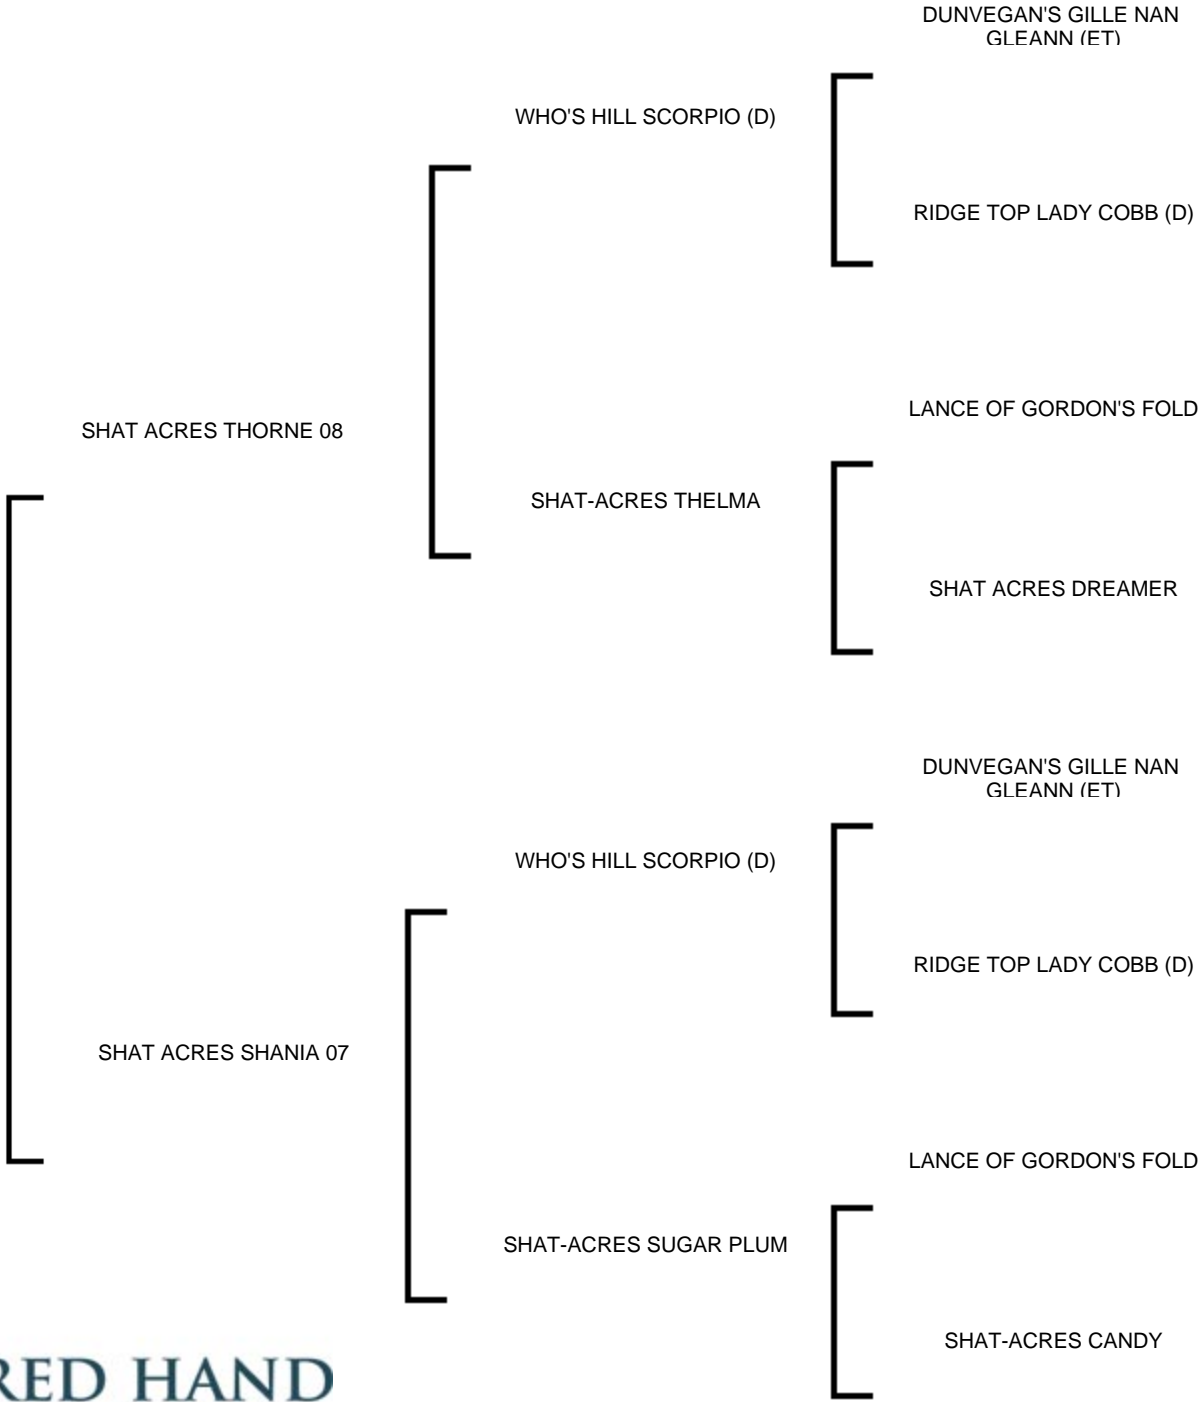 DUNVEGAN'S GILLE NAN
GLEANN (ET)
WHO'S HILL SCORPIO (D)
RIDGE TOP LADY COBB (D)
LANCE OF GORDON'S FOLD
SHAT ACRES THORNE 08
SHAT-ACRES THELMA
SHAT ACRES DREAMER
DUNVEGAN'S GILLE NAN
GLEANN (ET)
WHO'S HILL SCORPIO (D)
RIDGE TOP LADY COBB (D)
SHAT ACRES SHANIA 07
LANCE OF GORDON'S FOLD
SHAT-ACRES SUGAR PLUM
SHAT-ACRES CANDY
RED HAND